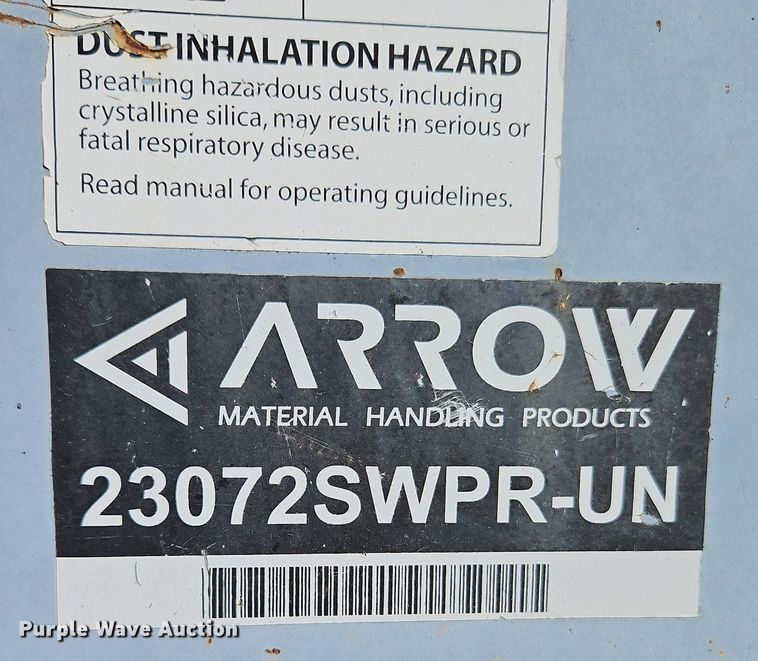 DUST INHALATION HAZARD
Breathing hazardous dusts, including
crystalline silica, may result in serious or
fatal respiratory disease.
Read manual for operating guidelines.
ARROW
MATERIAL HANDLING PRODUCTS
23072SWPR-UN
Purple Wave Auction